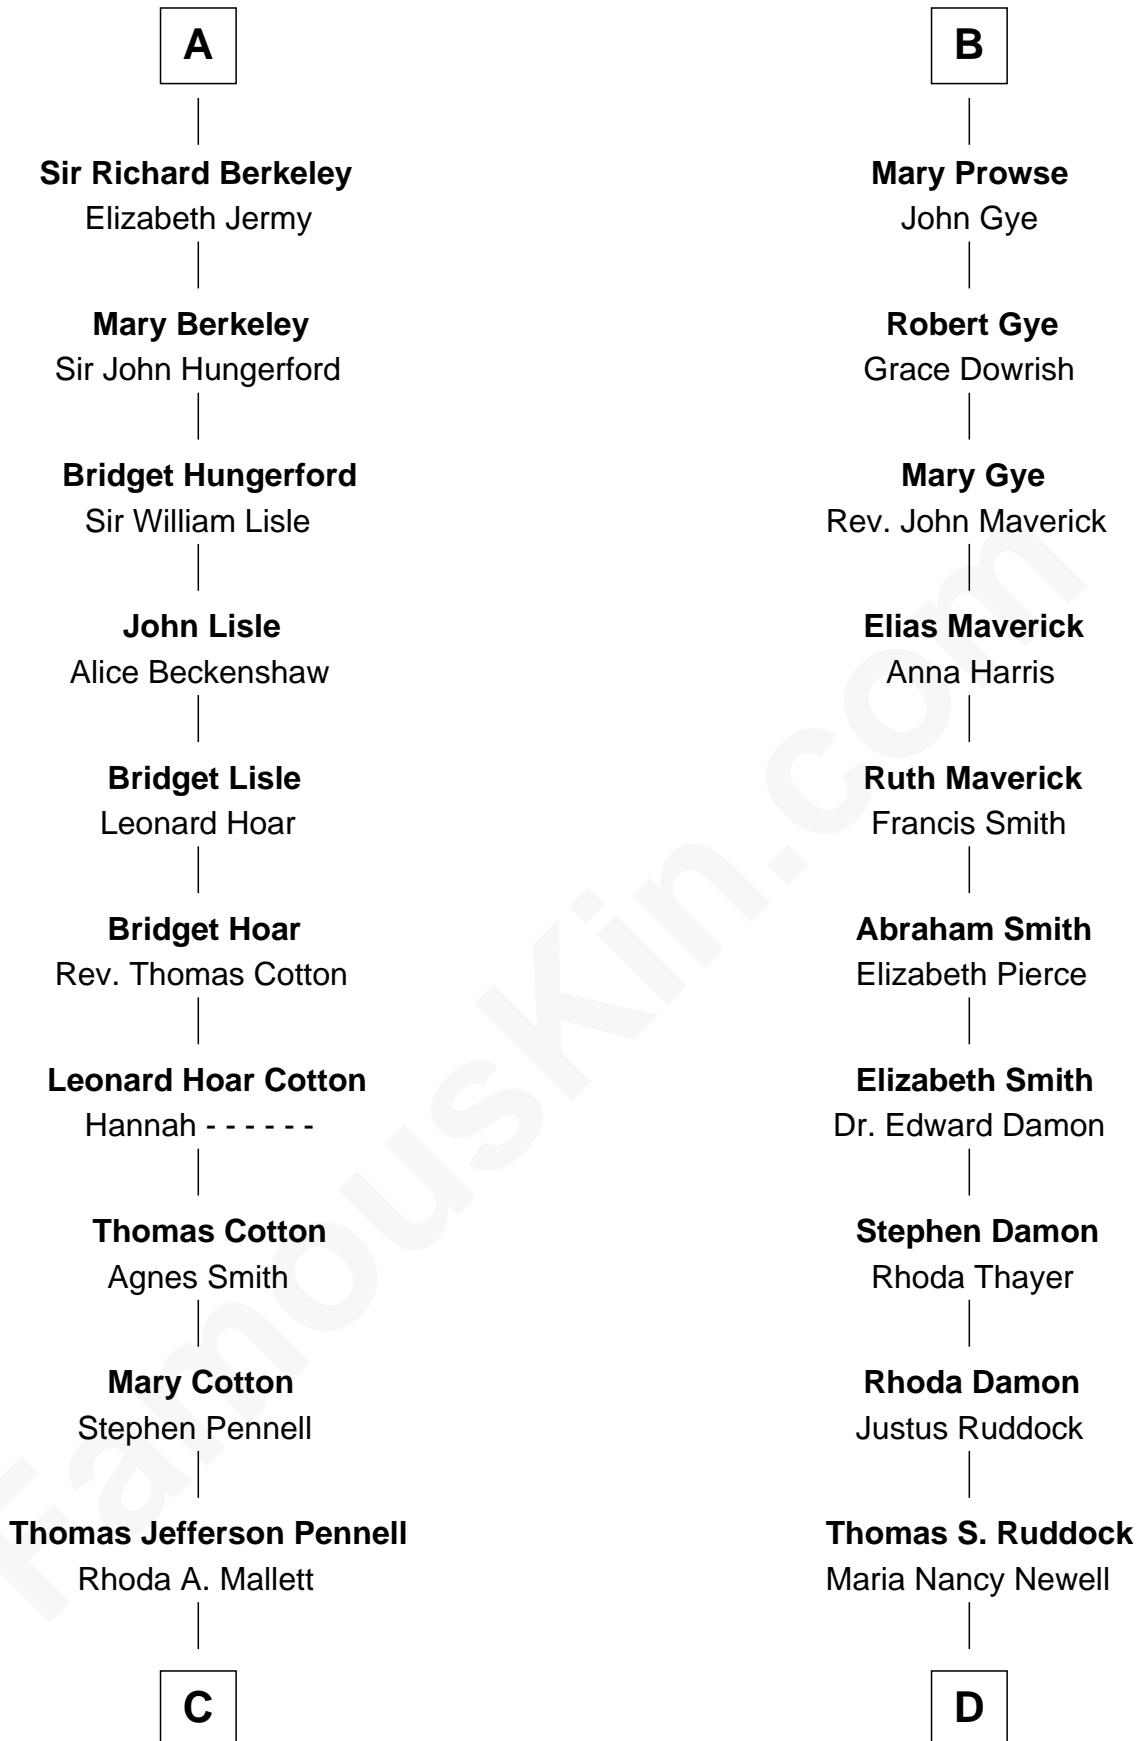 A
Sir Richard Berkeley
Elizabeth Jermy
Mary Berkeley
Sir John Hungerford
Bridget Hungerford
Sir William Lisle
John Lisle
Alice Beckenshaw
Bridget Lisle
Leonard Hoar
Bridget Hoar
Rev. Thomas Cotton
Leonard Hoar Cotton
Hannah - - - - - -
Thomas Cotton
Agnes Smith
Mary Cotton
Stephen Pennell
Thomas Jefferson Pennell
Rhoda A. Mallett
C
B
Mary Prowse
John Gye
Robert Gye
Grace Dowrish
Mary Gye
Rev. John Maverick
Elias Maverick
Anna Harris
Ruth Maverick
Francis Smith
Abraham Smith
Elizabeth Pierce
Elizabeth Smith
Dr. Edward Damon
Stephen Damon
Rhoda Thayer
Rhoda Damon
Justus Ruddock
Thomas S. Ruddock
Maria Nancy Newell
D
FamousKin.com